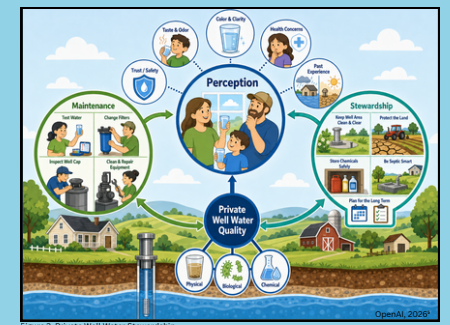 Color & Clarity
Taste & Odor
Health Concerns
Trust / Safety
Past
Experience
Perception
Maintenance
Test Water
Change Filters
Inspect Well Cap
Clean & Repair
Equipment
Stewardship
Keep Well Area
Clean & Clear
Protect the Land
Store Chemicals
Safely
Be Septic Smart
Plan for the Long Term
Private
Well Water
Quality
Physical
Biological
Chemical
OpenAI, 2026